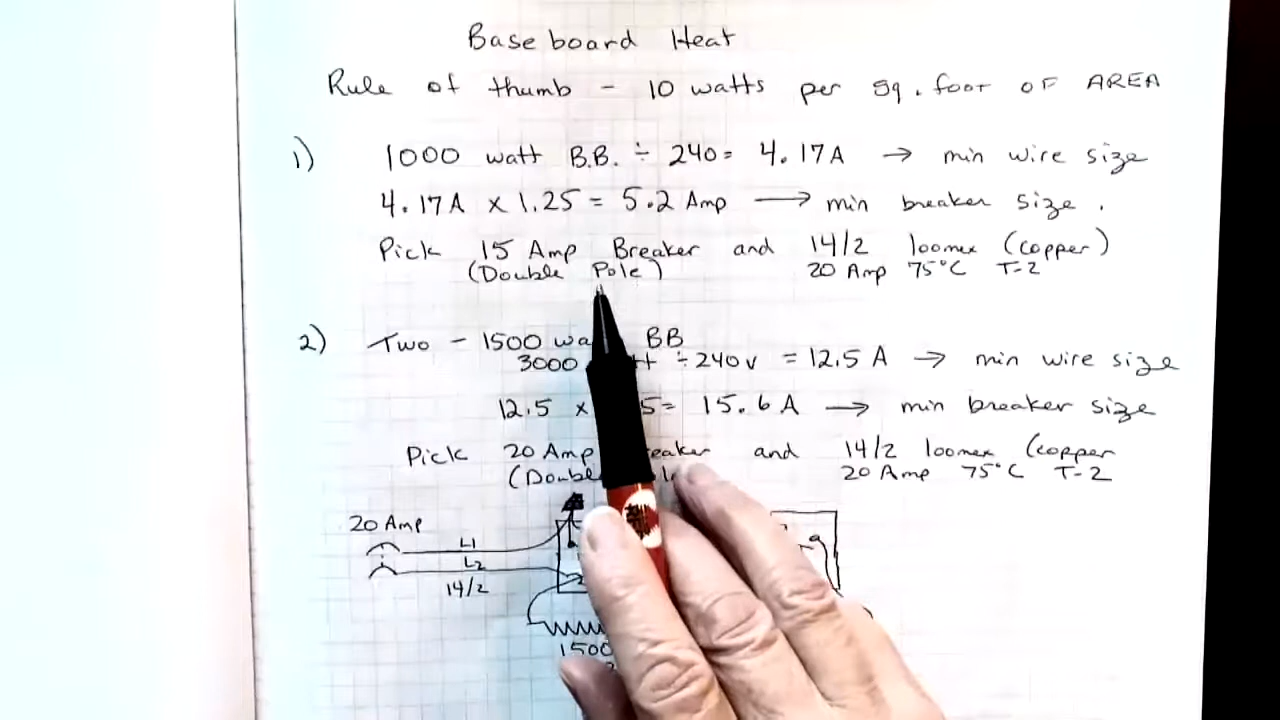 Baseboard Heat
Rule of thumb - 10 watts per sq. foot OF AREA
1) 1000 watt B.B. ÷ 240 = 4.17A → min wire size
4.17A x 1.25 = 5.2 Amp → min breaker size.
Pick 15 Amp Breaker and 14/2 loomex (copper)
(Double Pole) 20 Amp 75°C T-2
2) Two - 1500 BB
3000 ÷ 240v = 12.5 A → min wire size
12.5 x = 15.6 A → min breaker size
Pick 20 Amp and 14/2 loomex (copper
20 Amp 75°C T-2
20 Amp
L1
L2
14/2
1500